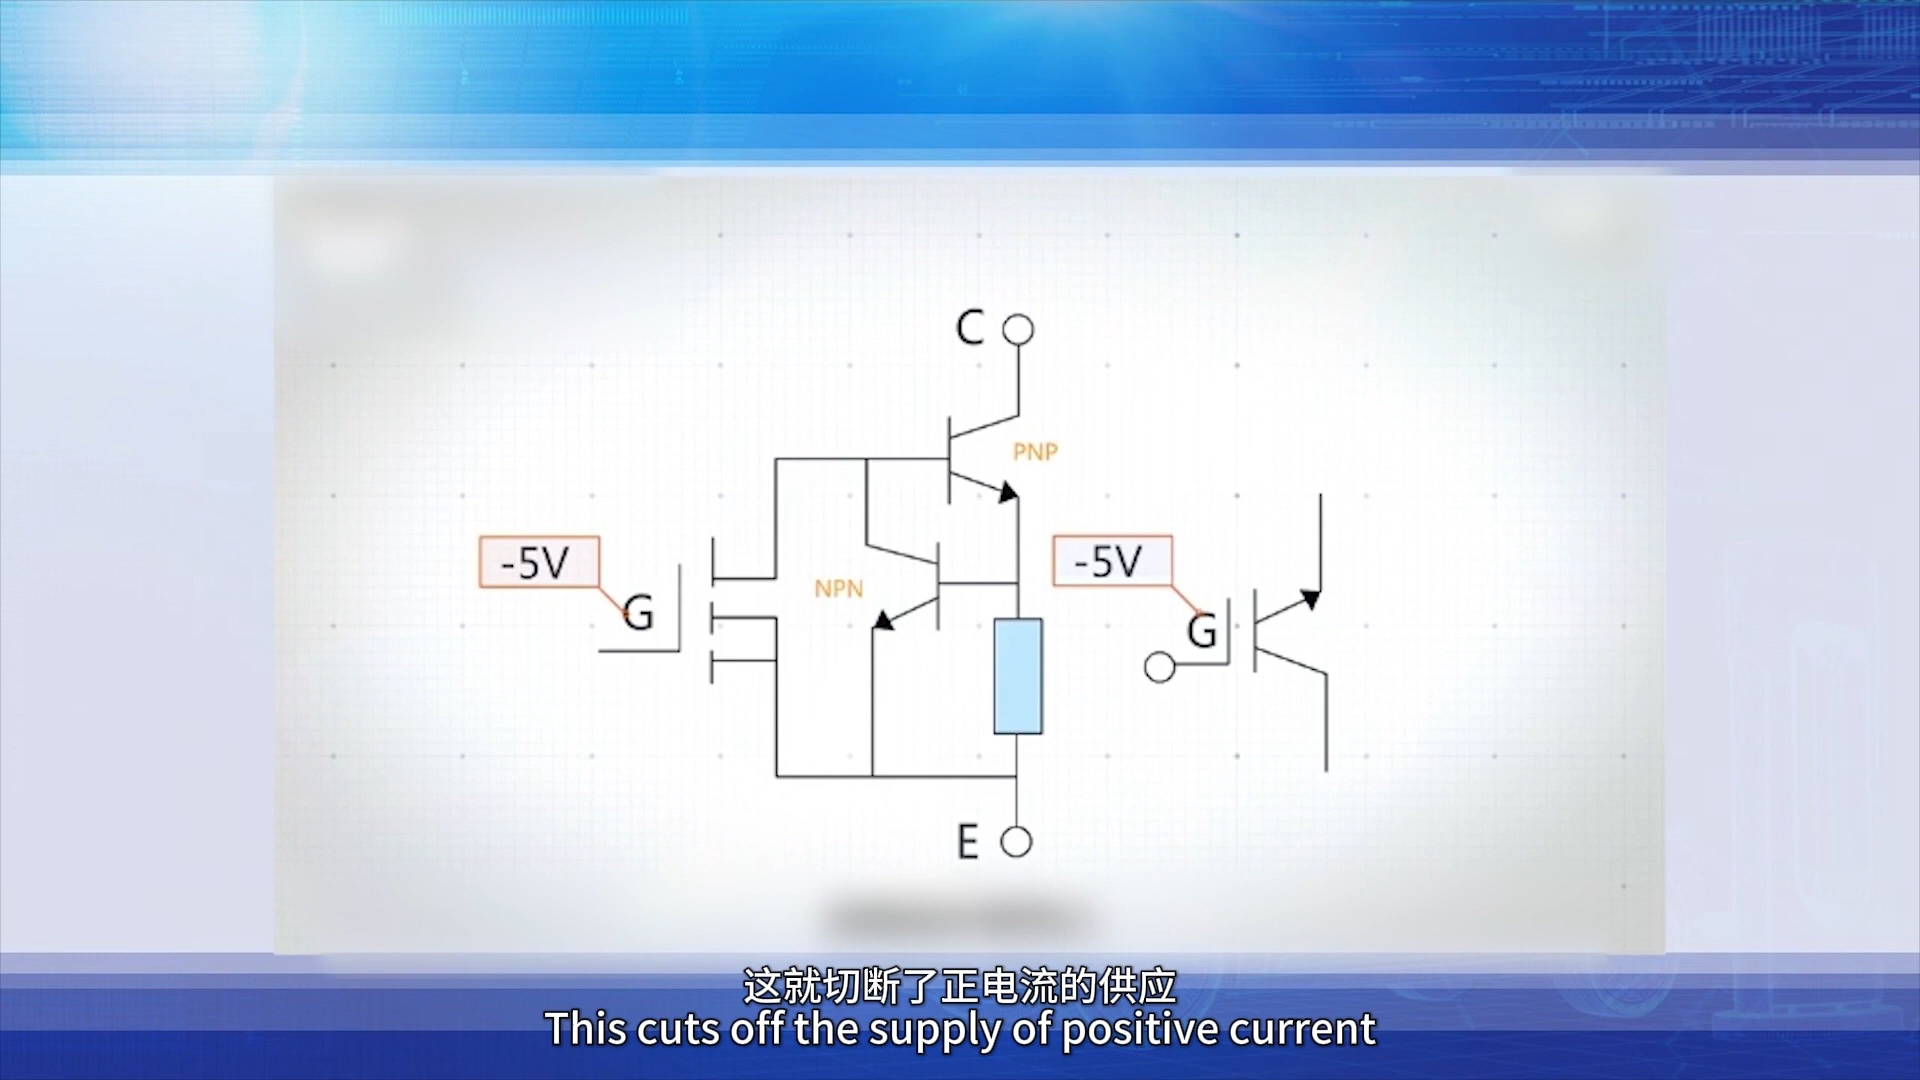 C
PNP
-5V
G
NPN
-5V
G
E
这就切断了正电流的供应
This cuts off the supply of positive current